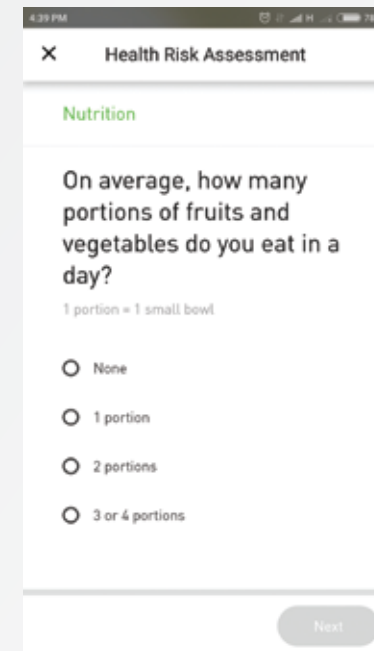 4:39 PM
H
78
× Health Risk Assessment
Nutrition
On average, how many
portions of fruits and
vegetables do you eat in a
day?
1 portion = 1 small bowl
None
1 portion
2 portions
3 or 4 portions
Next